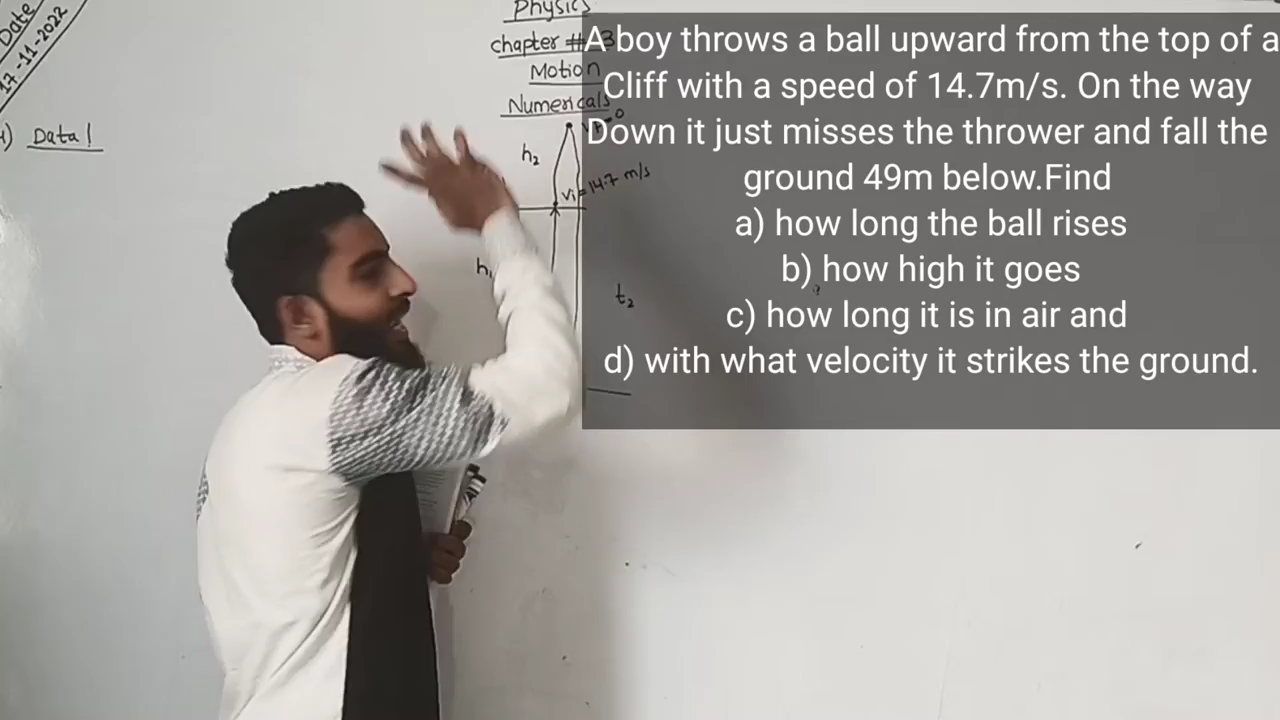 Date
17-11-2022
Data!
Physics
chapter #3
Motion
Numericals
h₂
Vi=14.7 m/s
h₁
t₂
A boy throws a ball upward from the top of a
Cliff with a speed of 14.7m/s. On the way
Down it just misses the thrower and fall the
ground 49m below.Find
a) how long the ball rises
b) how high it goes
c) how long it is in air and
d) with what velocity it strikes the ground.